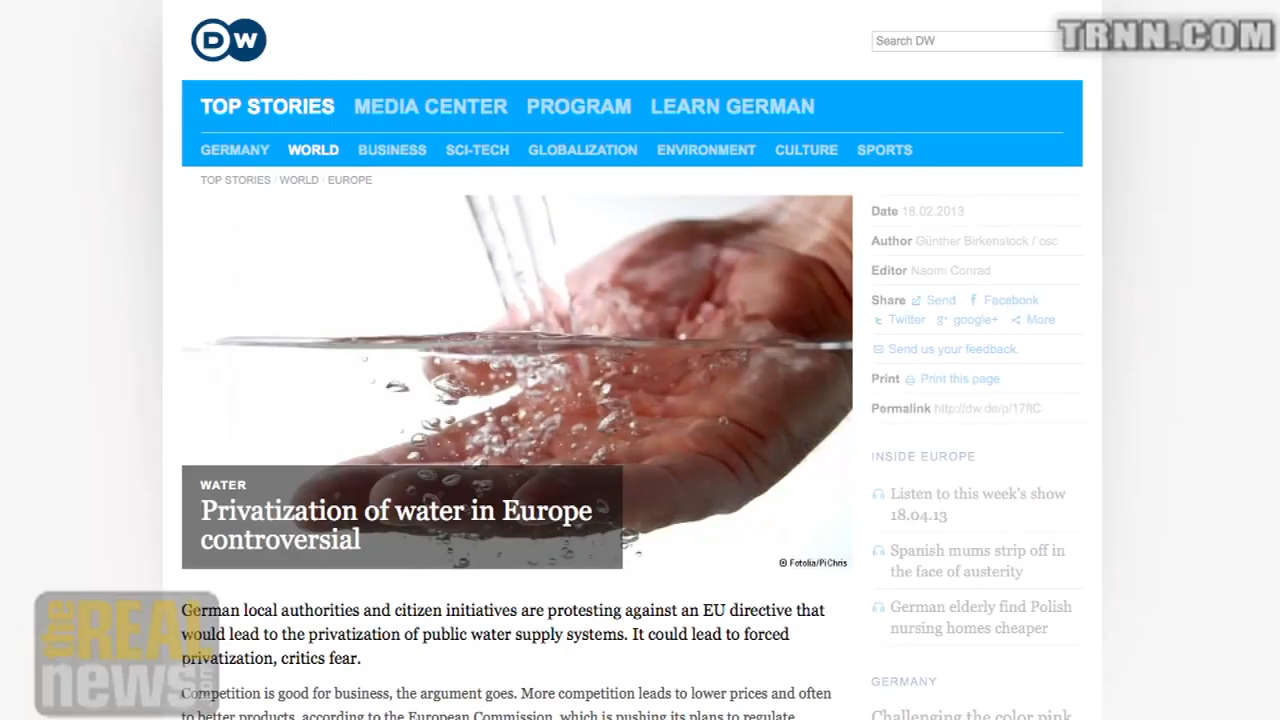 DW
Search DW
TRNN.COM
TOP STORIES MEDIA CENTER PROGRAM LEARN GERMAN
GERMANY WORLD BUSINESS SCI-TECH GLOBALIZATION ENVIRONMENT CULTURE SPORTS
TOP STORIES / WORLD / EUROPE
WATER
Privatization of water in Europe
controversial
© Fotolia/PiChris
German local authorities and citizen initiatives are protesting against an EU directive that
would lead to the privatization of public water supply systems. It could lead to forced
privatization, critics fear.
Competition is good for business, the argument goes. More competition leads to lower prices and often
to better products, according to the European Commission, which is pushing its plans to regulate
Date 18.02.2013
Author Günther Birkenstock / csc
Editor Naomi Conrad
Share Send Facebook
Twitter google+ More
Send us your feedback.
Print Print this page
Permalink http://dw.de/p/17ftC
INSIDE EUROPE
Listen to this week's show
18.04.13
Spanish mums strip off in
the face of austerity
German elderly find Polish
nursing homes cheaper
GERMANY
Challenging the color pink
the REAL
news.com